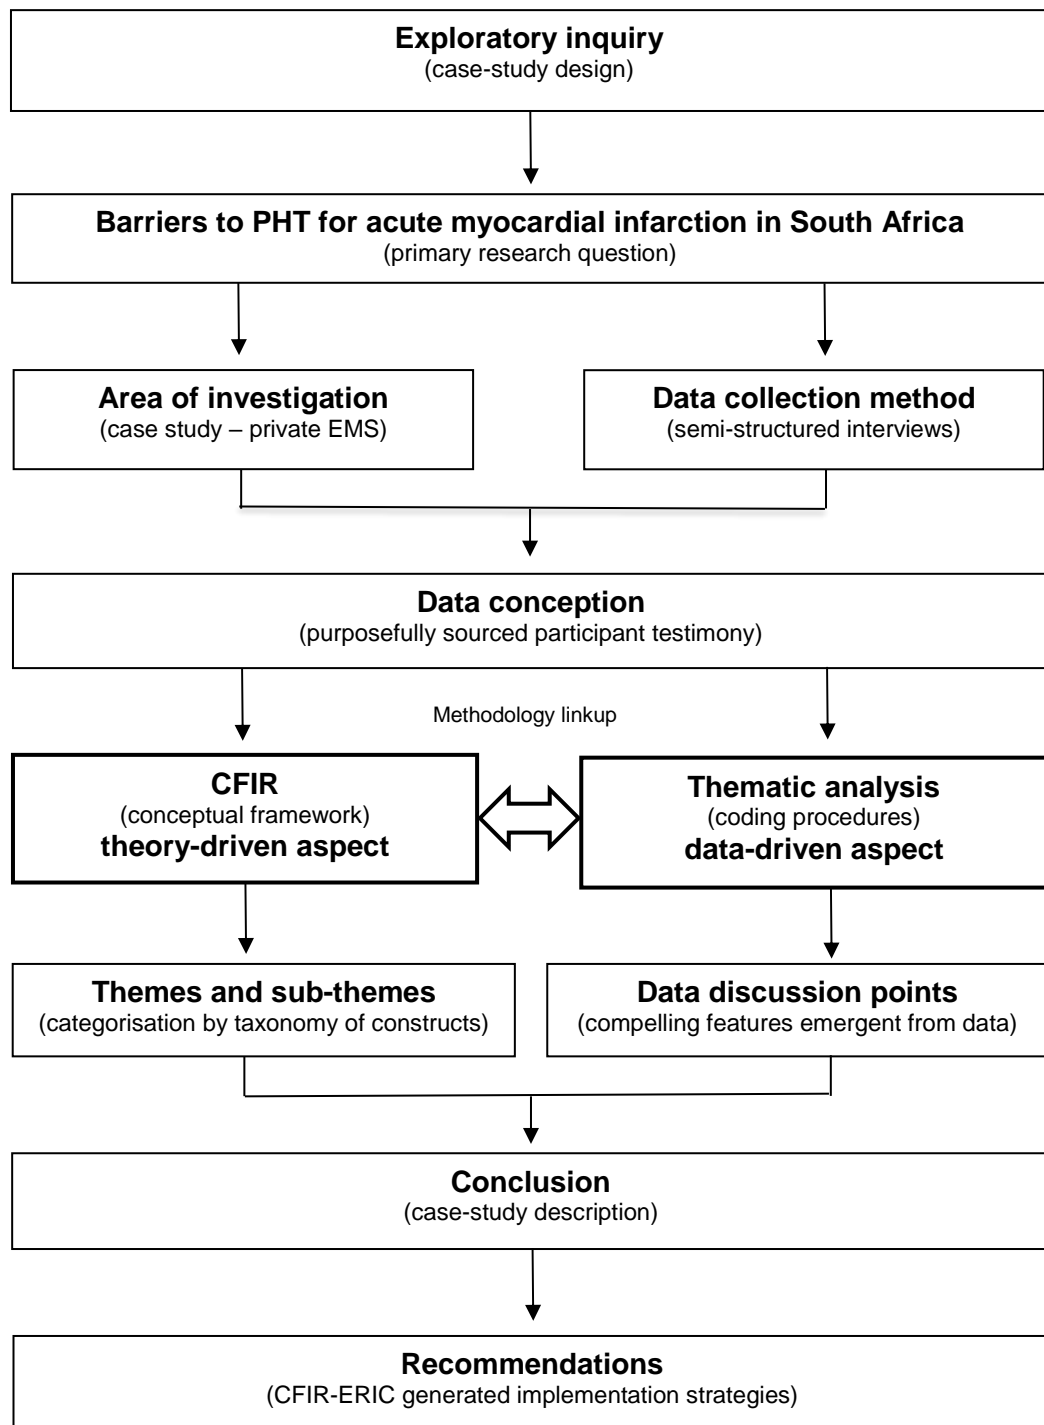 Exploratory inquiry
(case-study design)
Barriers to PHT for acute myocardial infarction in South Africa
(primary research question)
Area of investigation
(case study – private EMS)
Data collection method
(semi-structured interviews)
Data conception
(purposefully sourced participant testimony)
Methodology linkup
CFIR
(conceptual framework)
theory-driven aspect
Thematic analysis
(coding procedures)
data-driven aspect
Themes and sub-themes
(categorisation by taxonomy of constructs)
Data discussion points
(compelling features emergent from data)
Conclusion
(case-study description)
Recommendations
(CFIR-ERIC generated implementation strategies)